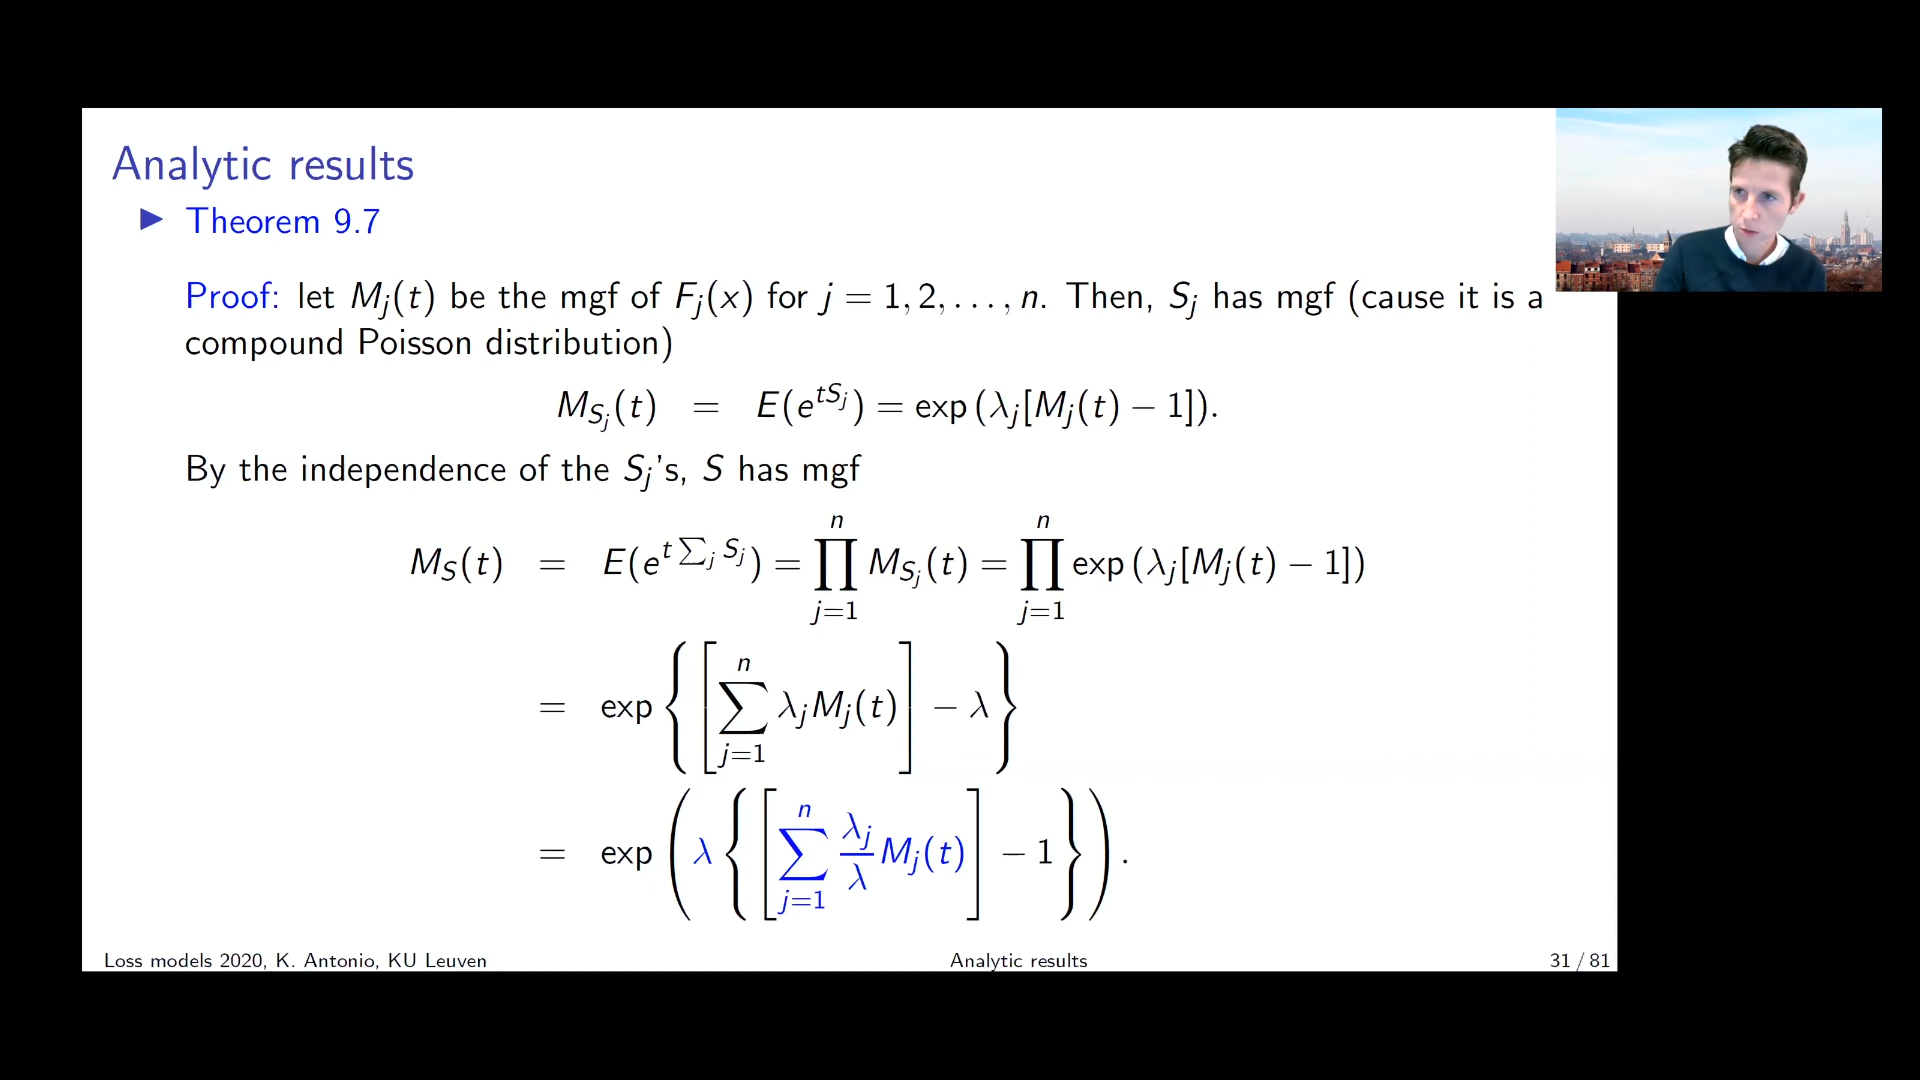 Analytic results
▶ Theorem 9.7
Proof: let M_j(t) be the mgf of F_j(x) for j = 1, 2, . . . , n. Then, S_j has mgf (cause it is a
compound Poisson distribution)
M_{S_j}(t) = E(e^{tS_j}) = exp (λ_j[M_j(t) − 1]).
By the independence of the S_j's, S has mgf
M_S(t) = E(e^{t ∑_j S_j}) = ∏_{j=1}^{n} M_{S_j}(t) = ∏_{j=1}^{n} exp (λ_j[M_j(t) − 1])
= exp { [ ∑_{j=1}^{n} λ_j M_j(t) ] − λ }
= exp ( λ { [ ∑_{j=1}^{n} \frac{λ_j}{λ} M_j(t) ] − 1 } ) .
Loss models 2020, K. Antonio, KU Leuven Analytic results 31 / 81